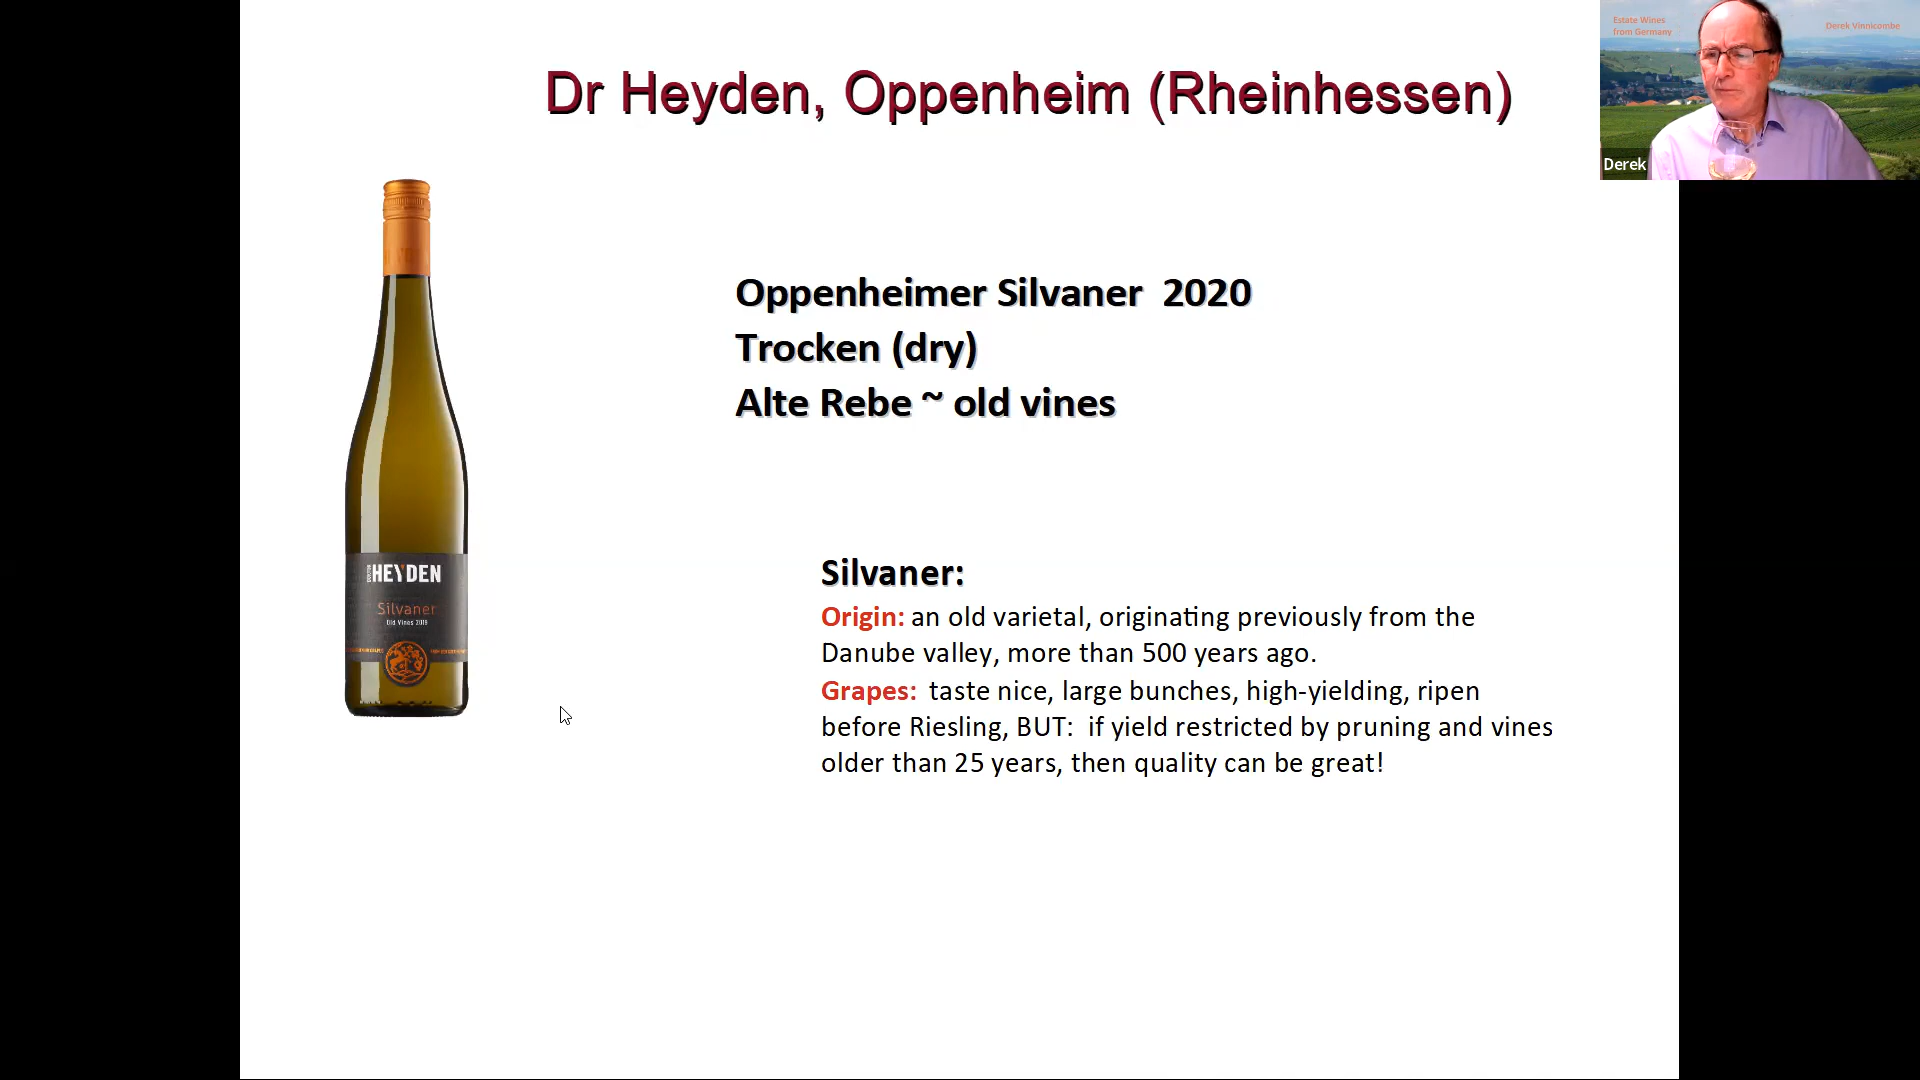 Dr Heyden, Oppenheim (Rheinhessen)
Estate Wines
from Germany
Derek Vinnicombe
Derek
Oppenheimer Silvaner 2020
Trocken (dry)
Alte Rebe ~ old vines
HEYDEN
Silvaner
Old Vines 2019
Silvaner:
Origin: an old varietal, originating previously from the
Danube valley, more than 500 years ago.
Grapes: taste nice, large bunches, high-yielding, ripen
before Riesling, BUT: if yield restricted by pruning and vines
older than 25 years, then quality can be great!